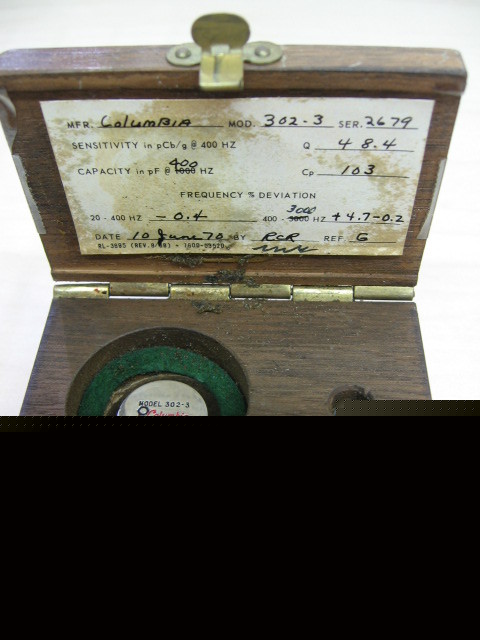 MFR. Columbia MOD. 302-3 SER. 2679
SENSITIVITY in pCb/g @ 400 HZ Q 48.4
400
CAPACITY in pF @ 1000 HZ Cp 103
FREQUENCY % DEVIATION
3000
20 - 400 HZ - 0.4 400 - 5000 HZ + 4.7-0.2
DATE 10 June 70 BY RCR REF. G
MODEL 302-3
Columbia